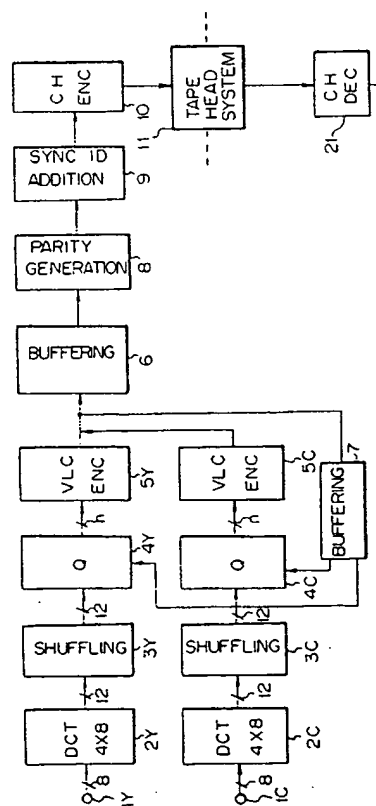 1Y
8
DCT
4X8
2Y
12
SHUFFLING
3Y
12
Q
4Y
n
VLC
ENC
5Y
BUFFERING
6
PARITY
GENERATION
8
SYNC ID
ADDITION
9
CH
ENC
10
TAPE
HEAD
SYSTEM
11
CH
DEC
21
1C
8
DCT
4X8
2C
12
SHUFFLING
3C
12
Q
4C
n
VLC
ENC
5C
BUFFERING
7